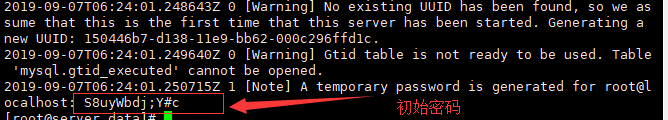 2019-09-07T06:24:01.248643Z 0 [Warning] No existing UUID has been found, so we as
sume that this is the first time that this server has been started. Generating a
new UUID: 150446b7-d138-11e9-bb62-000c296ffd1c.
2019-09-07T06:24:01.249640Z 0 [Warning] Gtid table is not ready to be used. Table
'mysql.gtid_executed' cannot be opened.
2019-09-07T06:24:01.250715Z 1 [Note] A temporary password is generated for root@l
ocalhost: S8uyWbdj;Y#c
初始密码
[root@server data]#